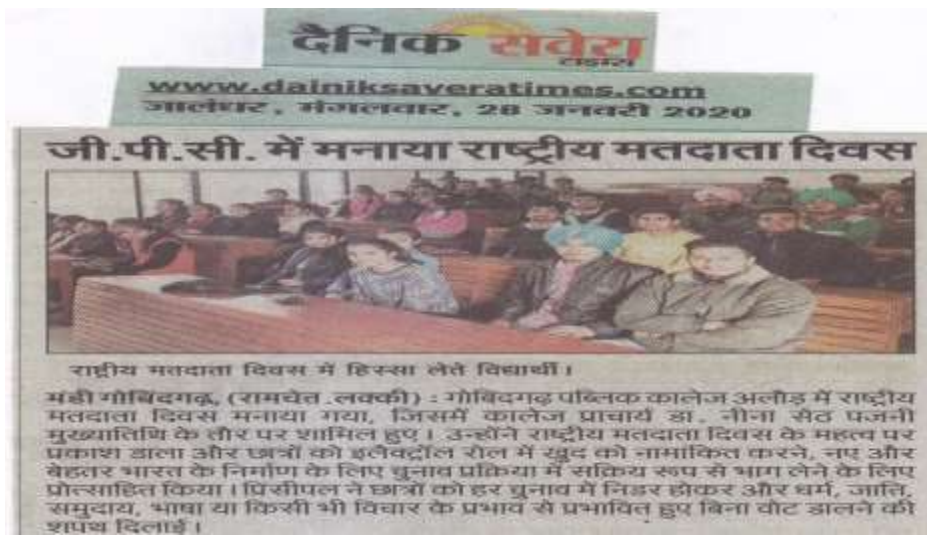 दैनिक सवेरा
टाइम्स
www.dainiksaveratimes.com
जालंधर, मंगलवार, 28 जनवरी 2020
जी.पी.सी. में मनाया राष्ट्रीय मतदाता दिवस
राष्ट्रीय मतदाता दिवस में हिस्सा लेते विद्यार्थी।
मंडी गोबिंदगढ़, (रामचेत .लक्की) : गोबिंदगढ़ पब्लिक कालेज अलौड़ में राष्ट्रीय
मतदाता दिवस मनाया गया, जिसमें कालेज प्राचार्य डा. नीना सेठ पजनी
मुख्यातिथि के तौर पर शामिल हुए। उन्होंने राष्ट्रीय मतदाता दिवस के महत्व पर
प्रकाश डाला और छात्रों को इलैक्ट्रॉल रोल में खुद को नामांकित करने, नए और
बेहतर भारत के निर्माण के लिए चुनाव प्रक्रिया में सक्रिय रूप से भाग लेने के लिए
प्रोत्साहित किया। प्रिंसीपल ने छात्रों को हर चुनाव में निडर होकर और धर्म, जाति,
समुदाय, भाषा या किसी भी विचार के प्रभाव से प्रभावित हुए बिना वोट डालने की
शपथ दिलाई।